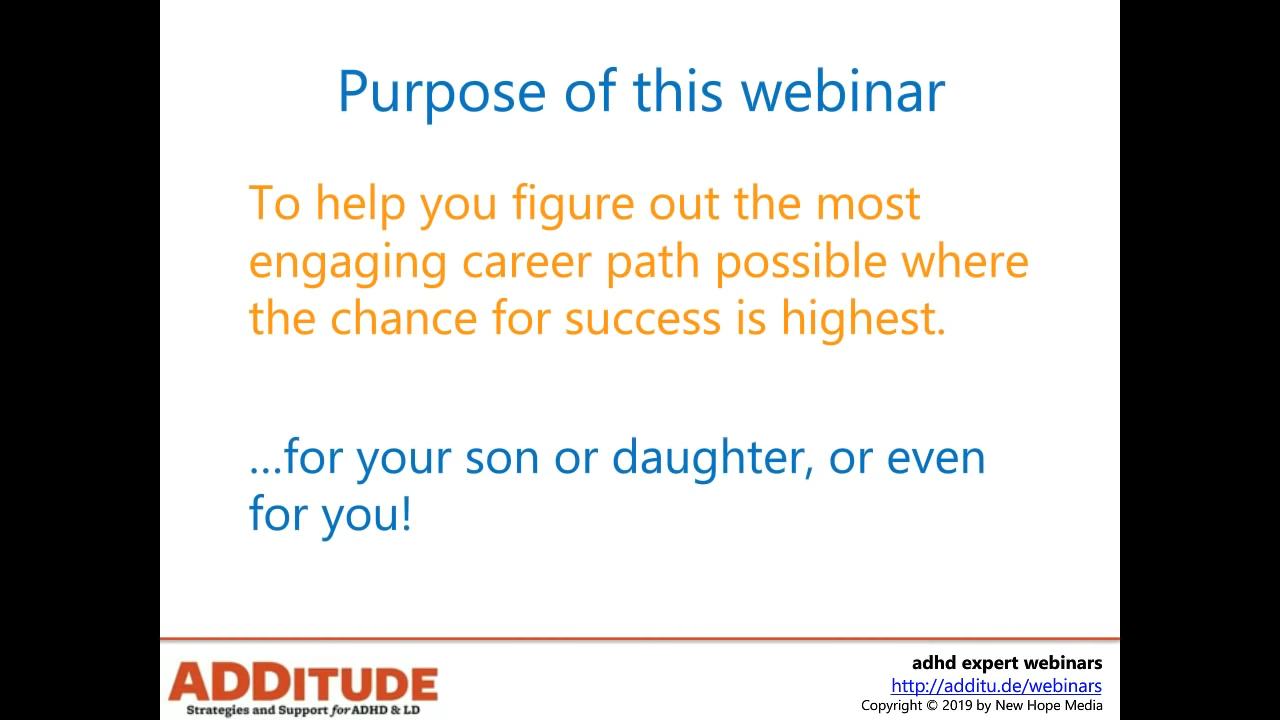 Purpose of this webinar
To help you figure out the most
engaging career path possible where
the chance for success is highest.
...for your son or daughter, or even
for you!
ADDITUDE
Strategies and Support for ADHD & LD
adhd expert webinars
http://additu.de/webinars
Copyright © 2019 by New Hope Media